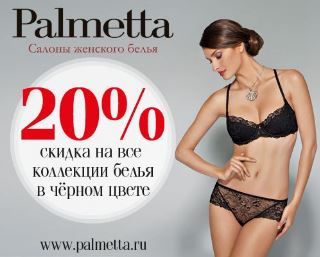 Palmetta
Салоны женского белья
20%
скидка на все
коллекции белья
в чёрном цвете
www.palmetta.ru